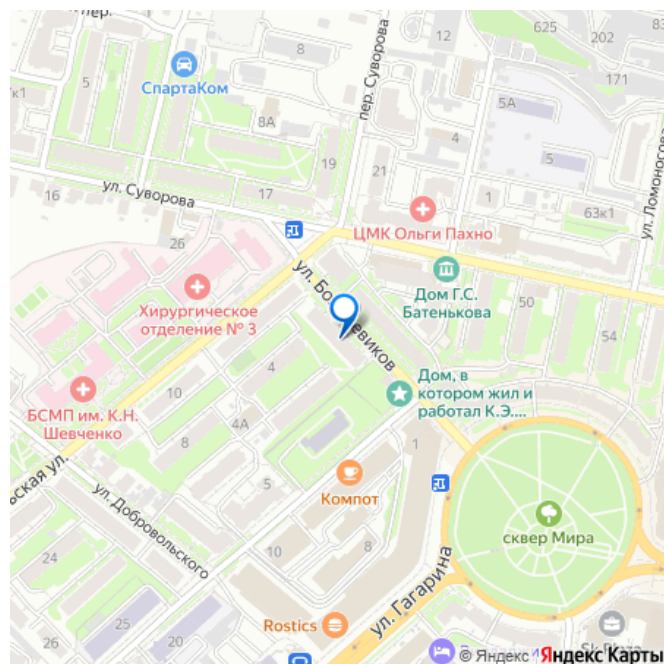 пер.
625
202
12
8
171
пер. Суворова
5
СпартаКом
7к1
8А
5А
4
5
19
ул. Ломоносова
21
17
1
ул. Суворова
16
63к1
ЦМК Ольги Пахно
26
Хирургическое
отделение № 3
Дом Г.С.
Батенькова
50
54
4
Дом, в
котором жил и
работал К.Э....
10
БСМП им. К.Н.
Шевченко
8
4А
1
5
Компот
ул. Добровольского
сквер Мира
24
10
8
ул. Гагарина
20
25
Rostics
© Яндекс Яндекс Карты